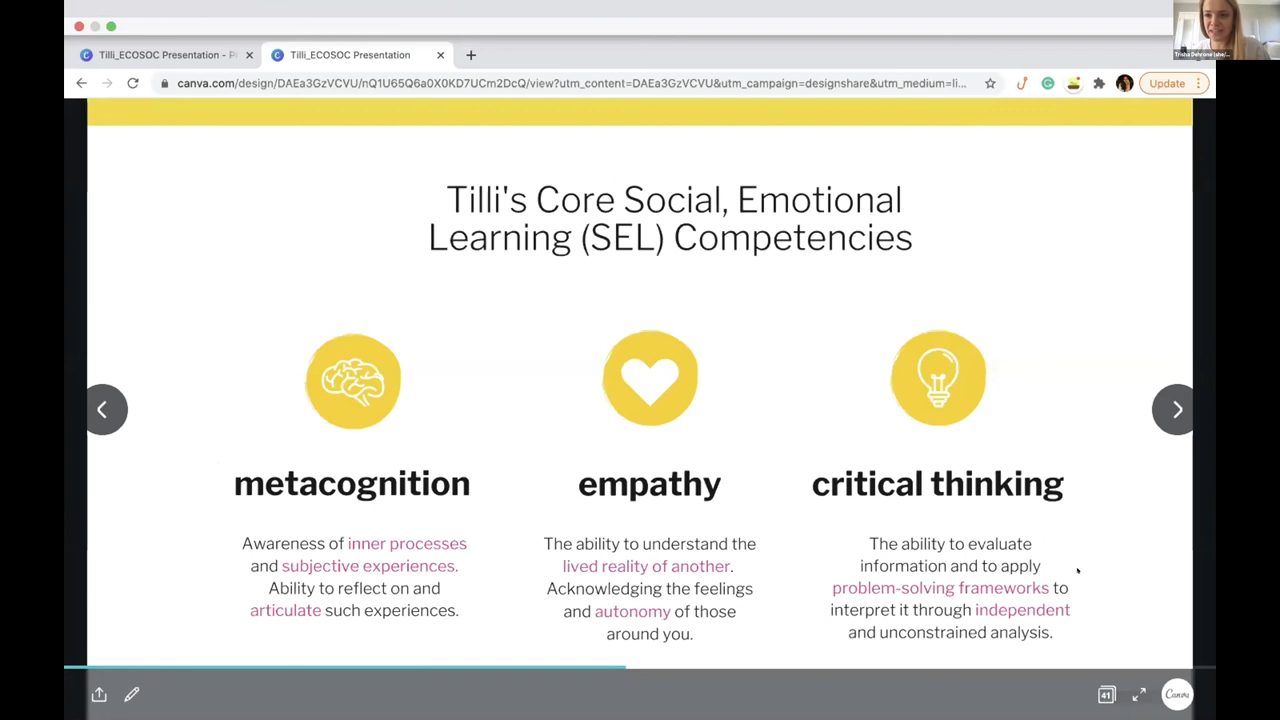 Tilli_ECOSOC Presentation - P
Tilli_ECOSOC Presentation
canva.com/design/DAEa3GzVCVU/nQ1U65Q6a0X0KD7UCm2DcQ/view?utm_content=DAEa3GzVCVU&utm_campaign=designshare&utm_medium=li...
Update
Tilli's Core Social, Emotional
Learning (SEL) Competencies
metacognition
Awareness of inner processes
and subjective experiences.
Ability to reflect on and
articulate such experiences.
empathy
The ability to understand the
lived reality of another.
Acknowledging the feelings
and autonomy of those
around you.
critical thinking
The ability to evaluate
information and to apply
problem-solving frameworks to
interpret it through independent
and unconstrained analysis.
41
Canva